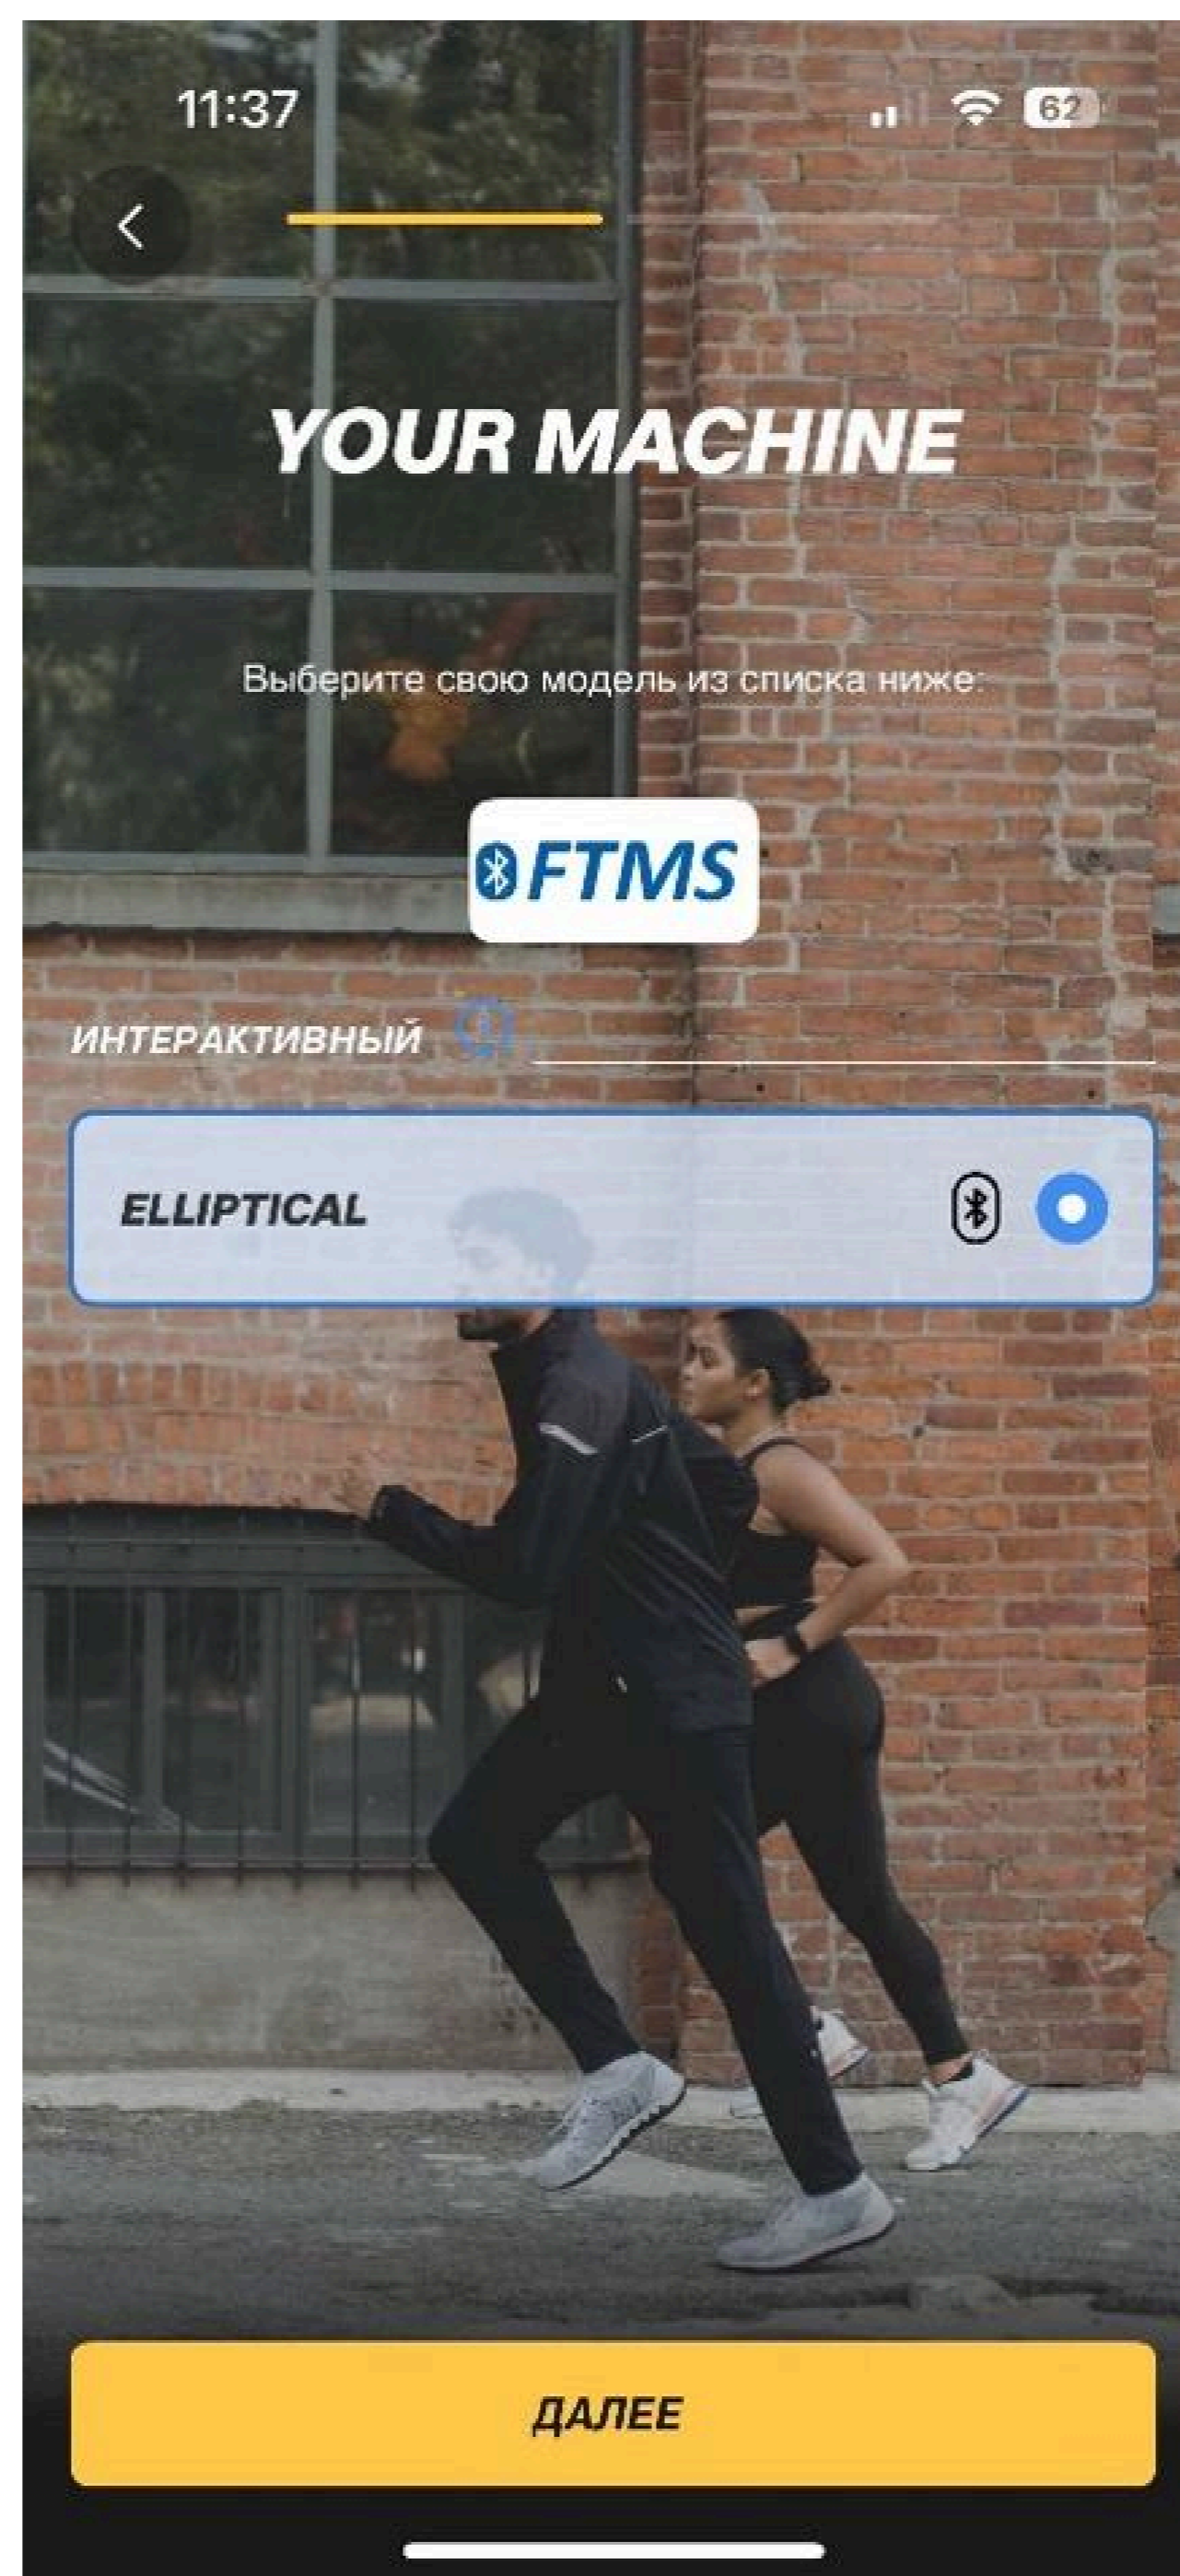 11:37
62
YOUR MACHINE
Выберите свою модель из списка ниже:
FTMS
ИНТЕРАКТИВНЫЙ
ELLIPTICAL
ДАЛЕЕ